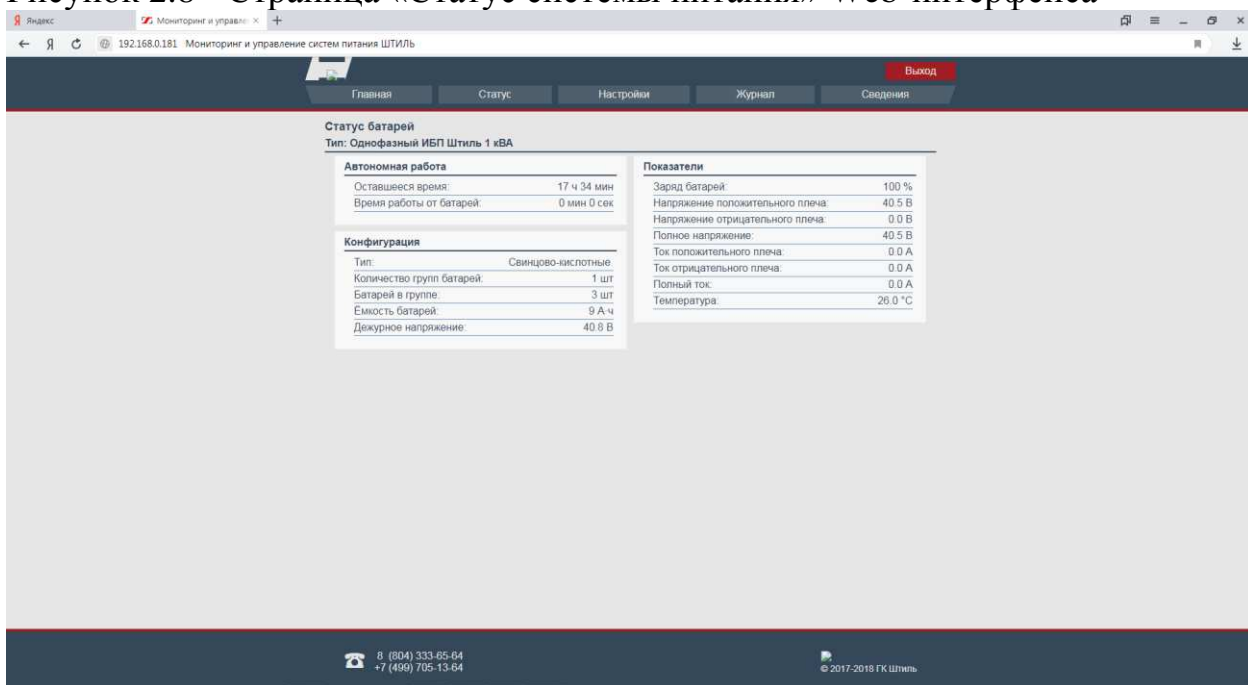 Рисунок 2.8 - Страница «Статус системы питания» Web-интерфейса
Яндекс
Мониторинг и управле
192.168.0.181 Мониторинг и управление систем питания ШТИЛЬ
Выход
Главная Статус Настройки Журнал Сведения
Статус батарей
Тип: Однофазный ИБП Штиль 1 кВА
Автономная работа
Оставшееся время: 17 ч 34 мин
Время работы от батарей: 0 мин 0 сек
Конфигурация
Тип: Свинцово-кислотные
Количество групп батарей: 1 шт
Батарей в группе: 3 шт
Емкость батарей: 9 А·ч
Дежурное напряжение: 40.8 В
Показатели
Заряд батарей: 100 %
Напряжение положительного плеча: 40.5 В
Напряжение отрицательного плеча: 0.0 В
Полное напряжение: 40.5 В
Ток положительного плеча: 0.0 А
Ток отрицательного плеча: 0.0 А
Полный ток: 0.0 А
Температура: 26.0 °C
8 (804) 333-65-64
+7 (499) 705-13-64
© 2017-2018 ГК Штиль